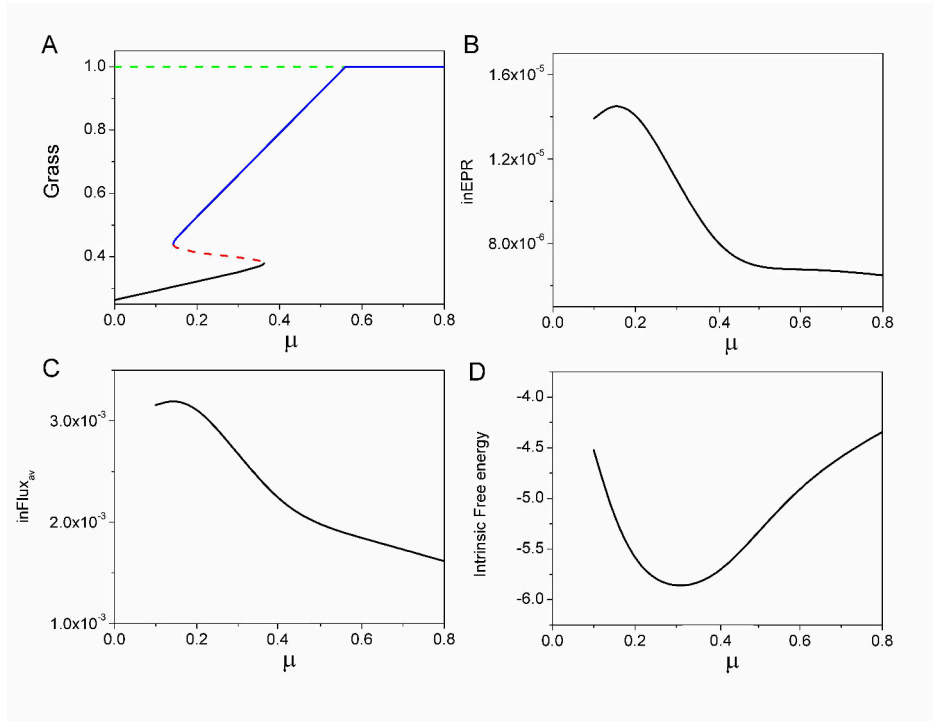 A
Grass
1.0
0.8
0.6
0.4
0.0 0.2 0.4 0.6 0.8
μ
B
inEPR
1.6x10⁻⁵
1.2x10⁻⁵
8.0x10⁻⁶
0.0 0.2 0.4 0.6 0.8
μ
C
inFlux_av
3.0x10⁻³
2.0x10⁻³
1.0x10⁻³
0.0 0.2 0.4 0.6 0.8
μ
D
Intrinsic Free energy
-4.0
-4.5
-5.0
-5.5
-6.0
0.0 0.2 0.4 0.6 0.8
μ